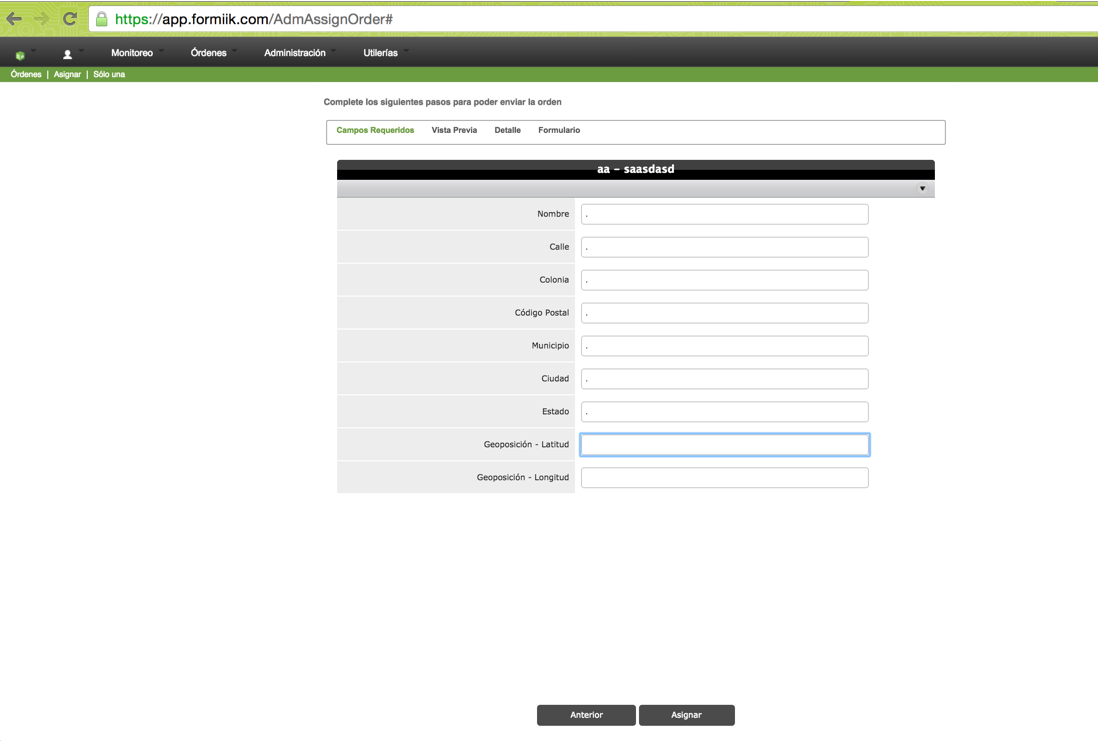 https://app.formiik.com/AdmAssignOrder#
Monitoreo Órdenes Administración Utilerías
Órdenes | Asignar | Sólo una
Complete los siguientes pasos para poder enviar la orden
Campos Requeridos Vista Previa Detalle Formulario
aa - saasdasd
Nombre .
Calle .
Colonia .
Código Postal .
Municipio .
Ciudad .
Estado .
Geoposición - Latitud
Geoposición - Longitud
Anterior Asignar